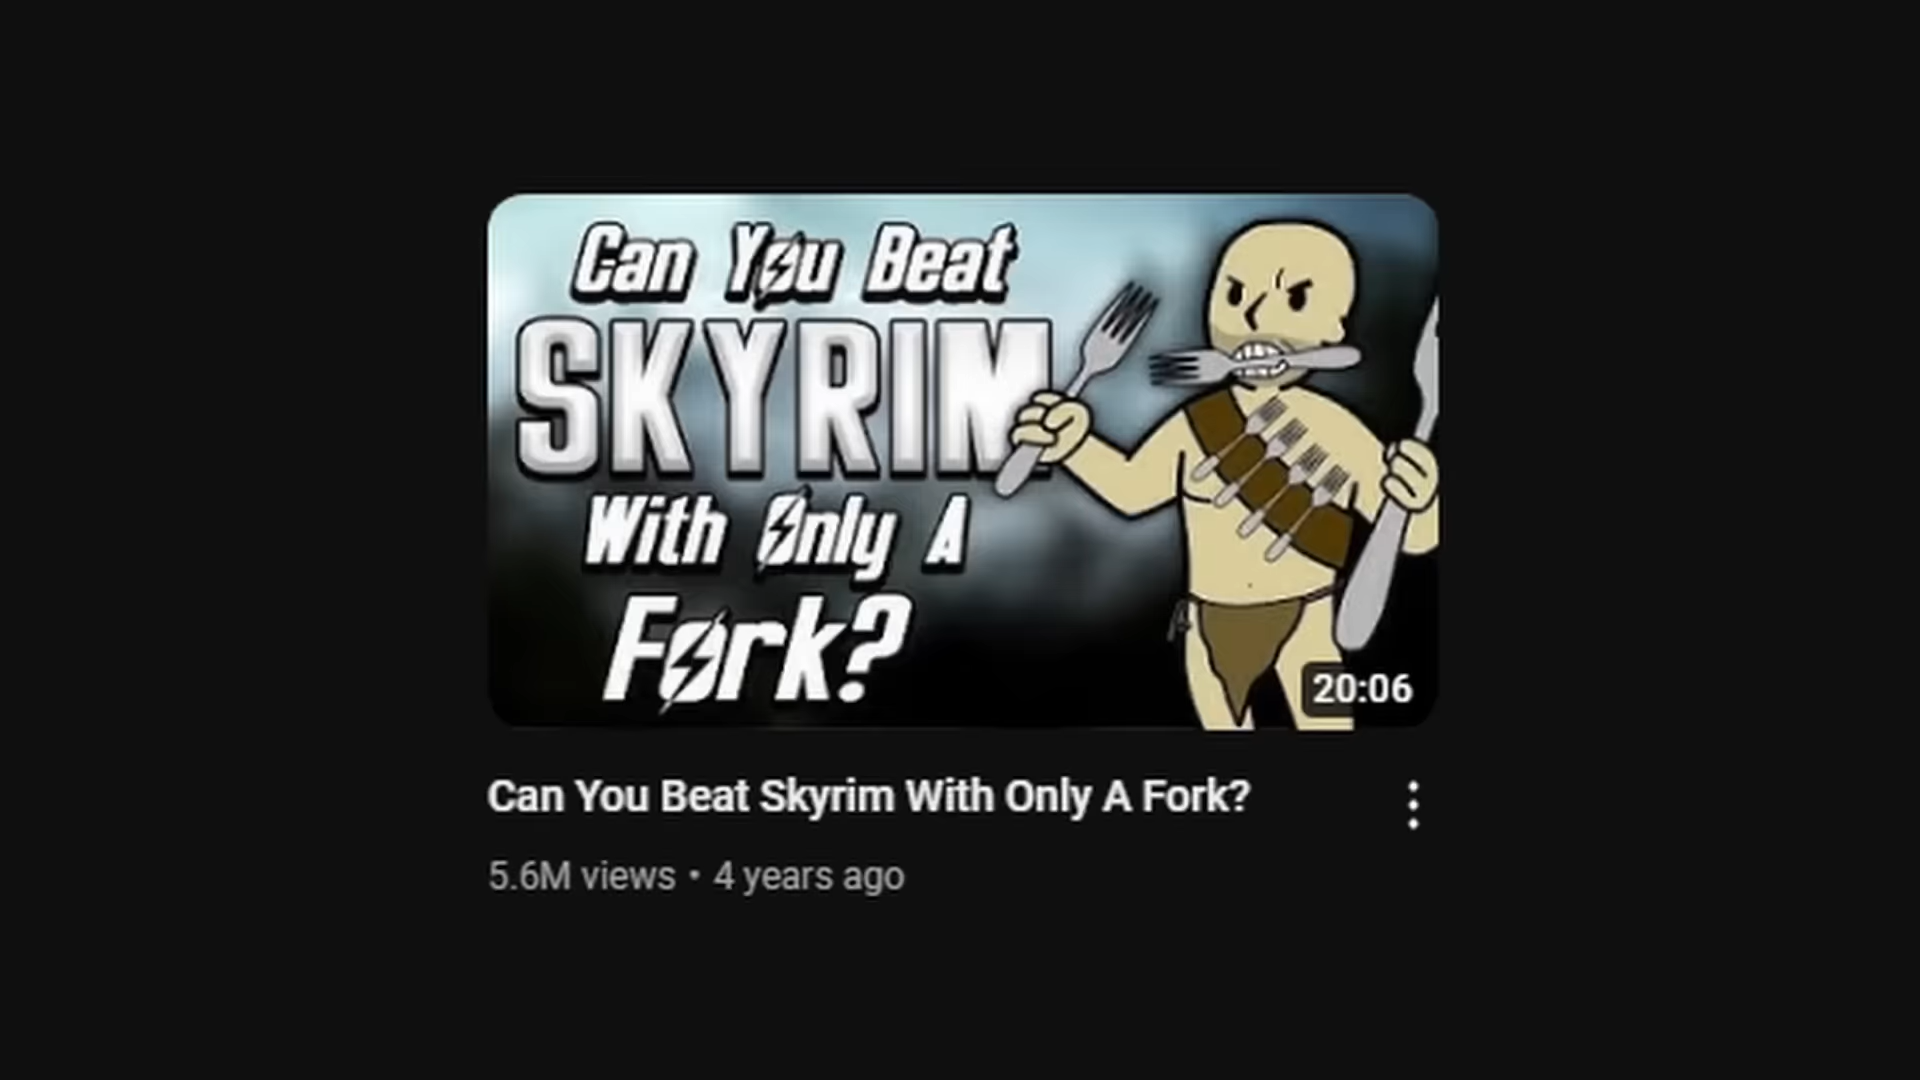 Can You Beat
SKYRIM
With Only A
Fork?
20:06
Can You Beat Skyrim With Only A Fork?
5.6M views • 4 years ago